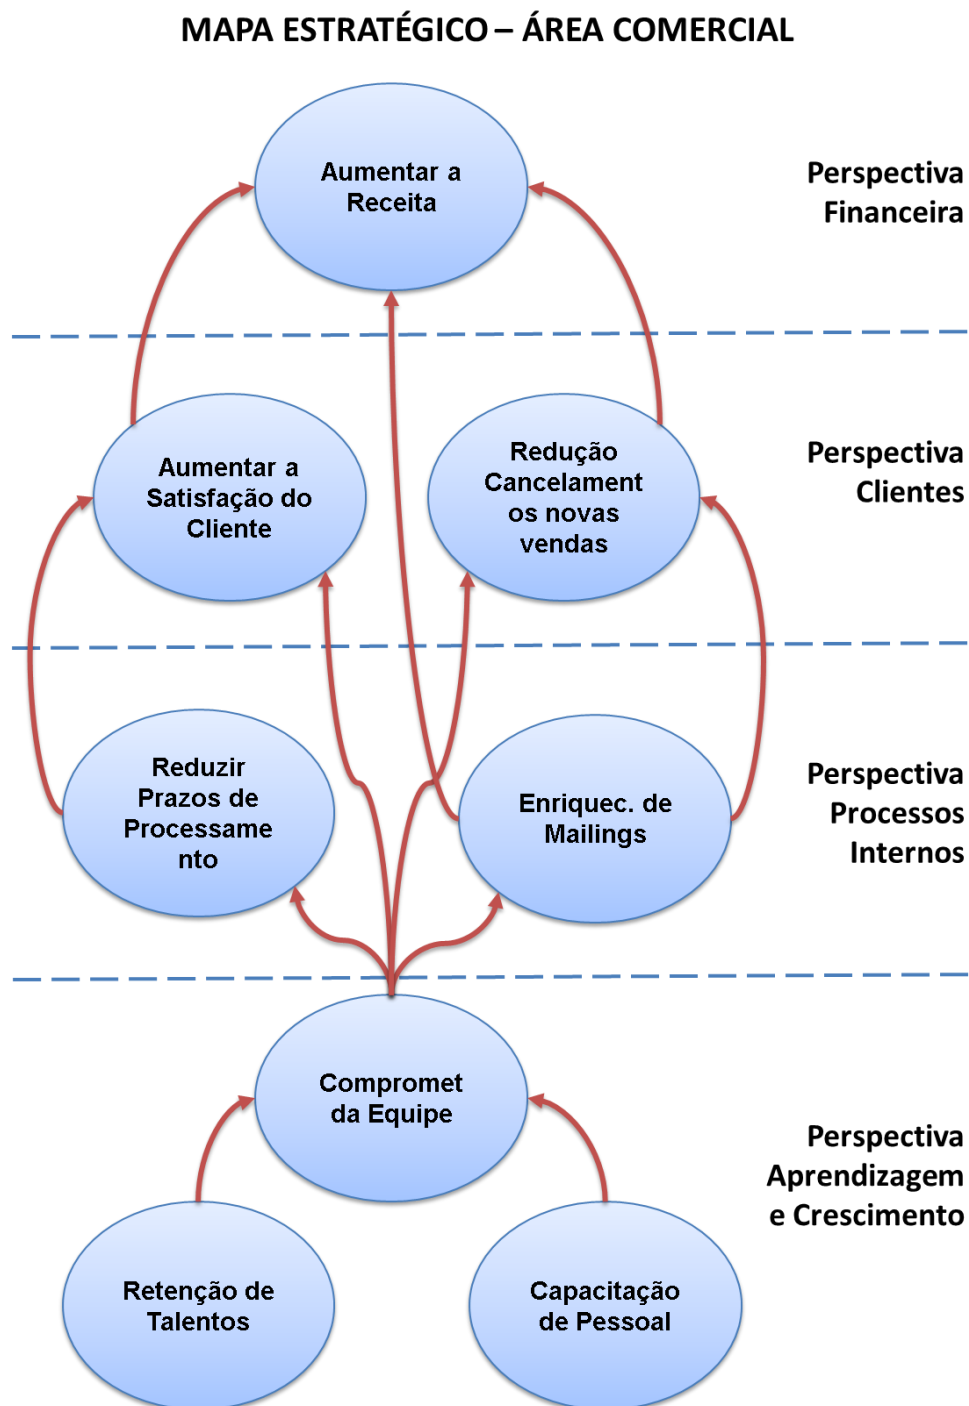 MAPA ESTRATÉGICO – ÁREA COMERCIAL
Aumentar a
Receita
Perspectiva
Financeira
Aumentar a
Satisfação do
Cliente
Redução
Cancelament
os novas
vendas
Perspectiva
Clientes
Reduzir
Prazos de
Processame
nto
Enriquec. de
Mailings
Perspectiva
Processos
Internos
Compromet
da Equipe
Perspectiva
Aprendizagem
e Crescimento
Retenção de
Talentos
Capacitação
de Pessoal